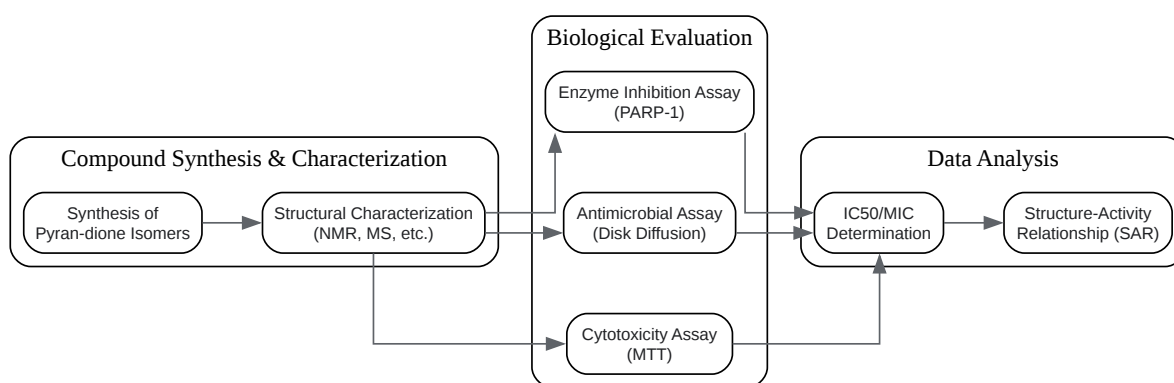 Compound Synthesis & Characterization
Synthesis of
Pyran-dione Isomers
Structural Characterization
(NMR, MS, etc.)
Biological Evaluation
Enzyme Inhibition Assay
(PARP-1)
Antimicrobial Assay
(Disk Diffusion)
Cytotoxicity Assay
(MTT)
Data Analysis
IC50/MIC
Determination
Structure-Activity
Relationship (SAR)